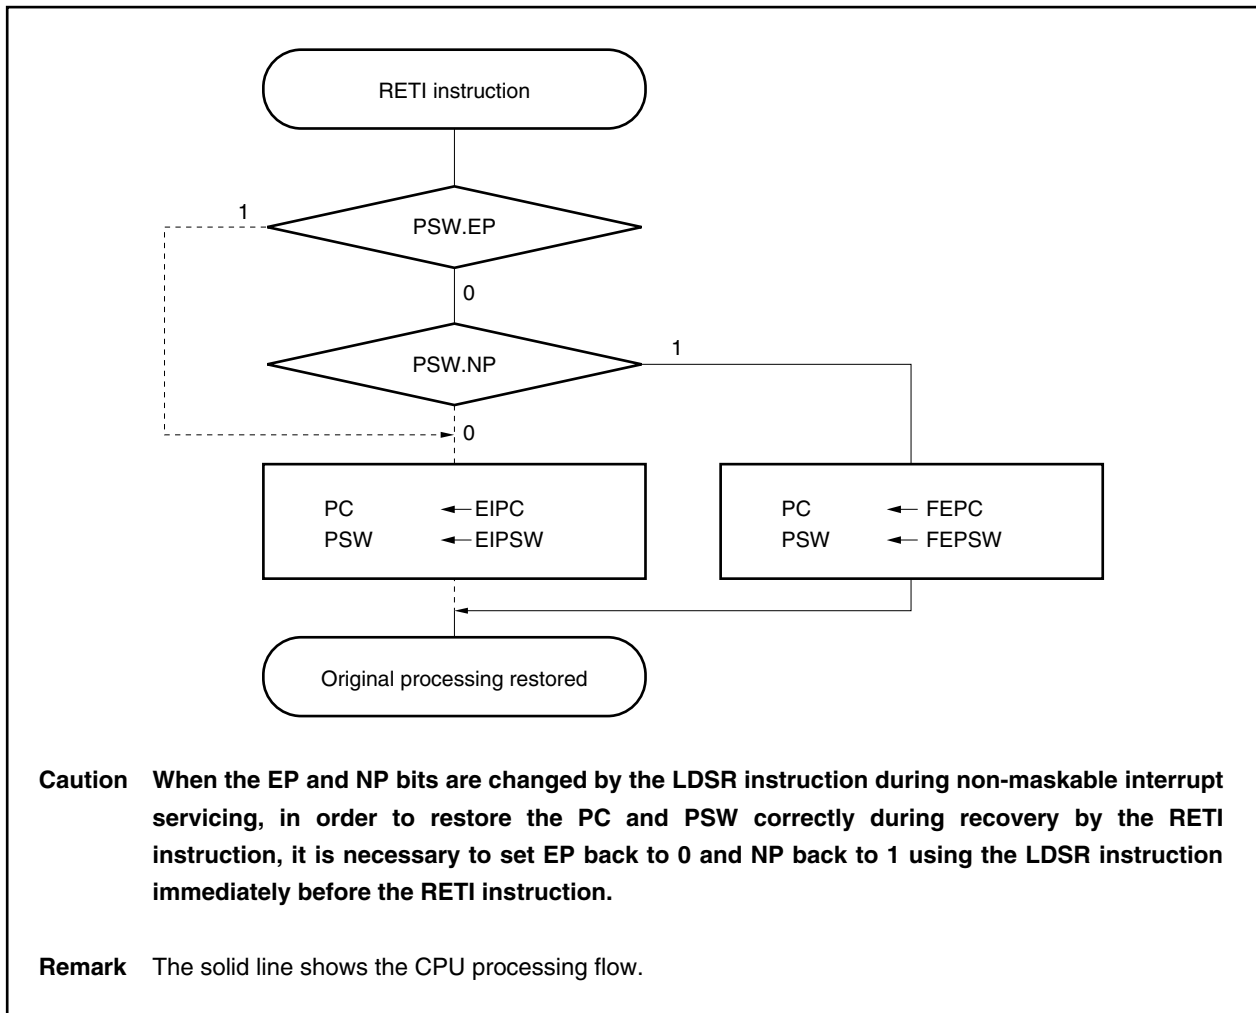 RETI instruction
1
PSW.EP
0
PSW.NP
1
0
PC ← EIPC
PSW ← EIPSW
PC ← FEPC
PSW ← FEPSW
Original processing restored
Caution When the EP and NP bits are changed by the LDSR instruction during non-maskable interrupt
servicing, in order to restore the PC and PSW correctly during recovery by the RETI
instruction, it is necessary to set EP back to 0 and NP back to 1 using the LDSR instruction
immediately before the RETI instruction.
Remark The solid line shows the CPU processing flow.